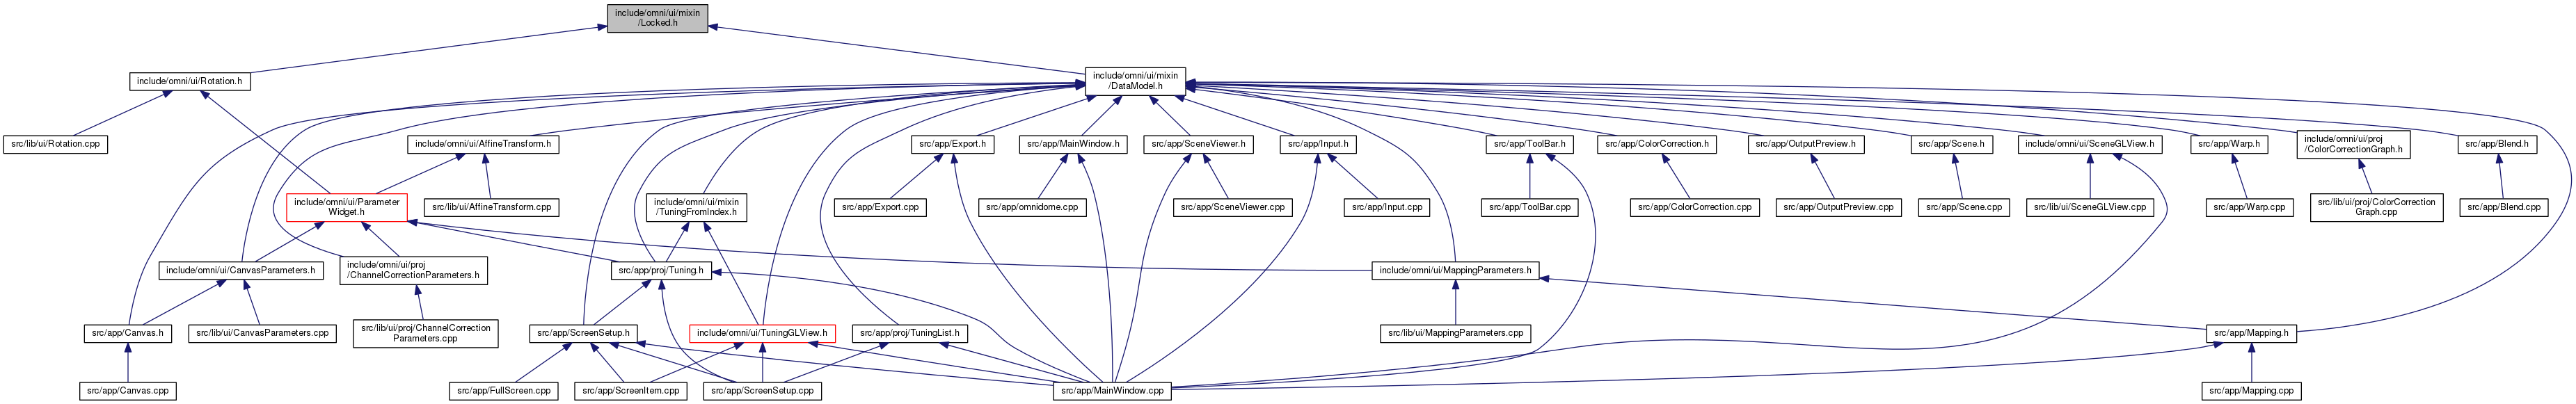 include/omni/ui/mixin
/Locked.h
include/omni/ui/Rotation.h
include/omni/ui/mixin
/DataModel.h
src/lib/ui/Rotation.cpp
include/omni/ui/AffineTransform.h
src/app/Export.h
src/app/MainWindow.h
src/app/SceneViewer.h
src/app/Input.h
src/app/ToolBar.h
src/app/ColorCorrection.h
src/app/OutputPreview.h
src/app/Scene.h
include/omni/ui/SceneGLView.h
src/app/Warp.h
include/omni/ui/proj
/ColorCorrectionGraph.h
src/app/Blend.h
include/omni/ui/Parameter
Widget.h
src/lib/ui/AffineTransform.cpp
include/omni/ui/mixin
/TuningFromIndex.h
src/app/Export.cpp
src/app/omnidome.cpp
src/app/SceneViewer.cpp
src/app/Input.cpp
src/app/ToolBar.cpp
src/app/ColorCorrection.cpp
src/app/OutputPreview.cpp
src/app/Scene.cpp
src/lib/ui/SceneGLView.cpp
src/app/Warp.cpp
src/lib/ui/proj/ColorCorrection
Graph.cpp
src/app/Blend.cpp
include/omni/ui/CanvasParameters.h
include/omni/ui/proj
/ChannelCorrectionParameters.h
src/app/proj/Tuning.h
include/omni/ui/MappingParameters.h
src/app/Canvas.h
src/lib/ui/CanvasParameters.cpp
src/lib/ui/proj/ChannelCorrection
Parameters.cpp
src/app/ScreenSetup.h
include/omni/ui/TuningGLView.h
src/app/proj/TuningList.h
src/lib/ui/MappingParameters.cpp
src/app/Mapping.h
src/app/Canvas.cpp
src/app/FullScreen.cpp
src/app/ScreenItem.cpp
src/app/ScreenSetup.cpp
src/app/MainWindow.cpp
src/app/Mapping.cpp